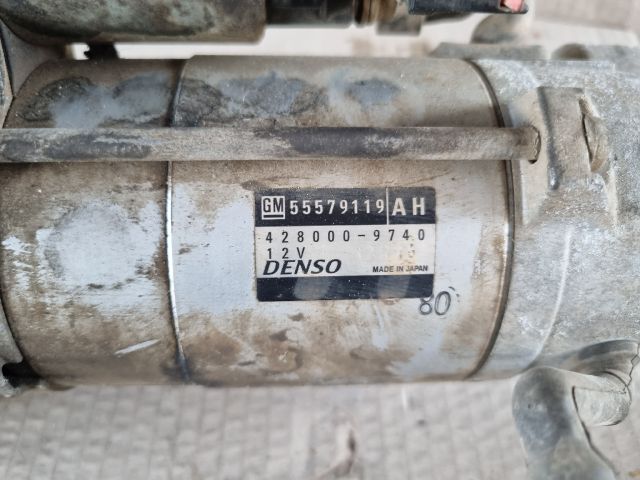 GM 55579119 AH
428000-9740
12V
DENSO MADE IN JAPAN
80